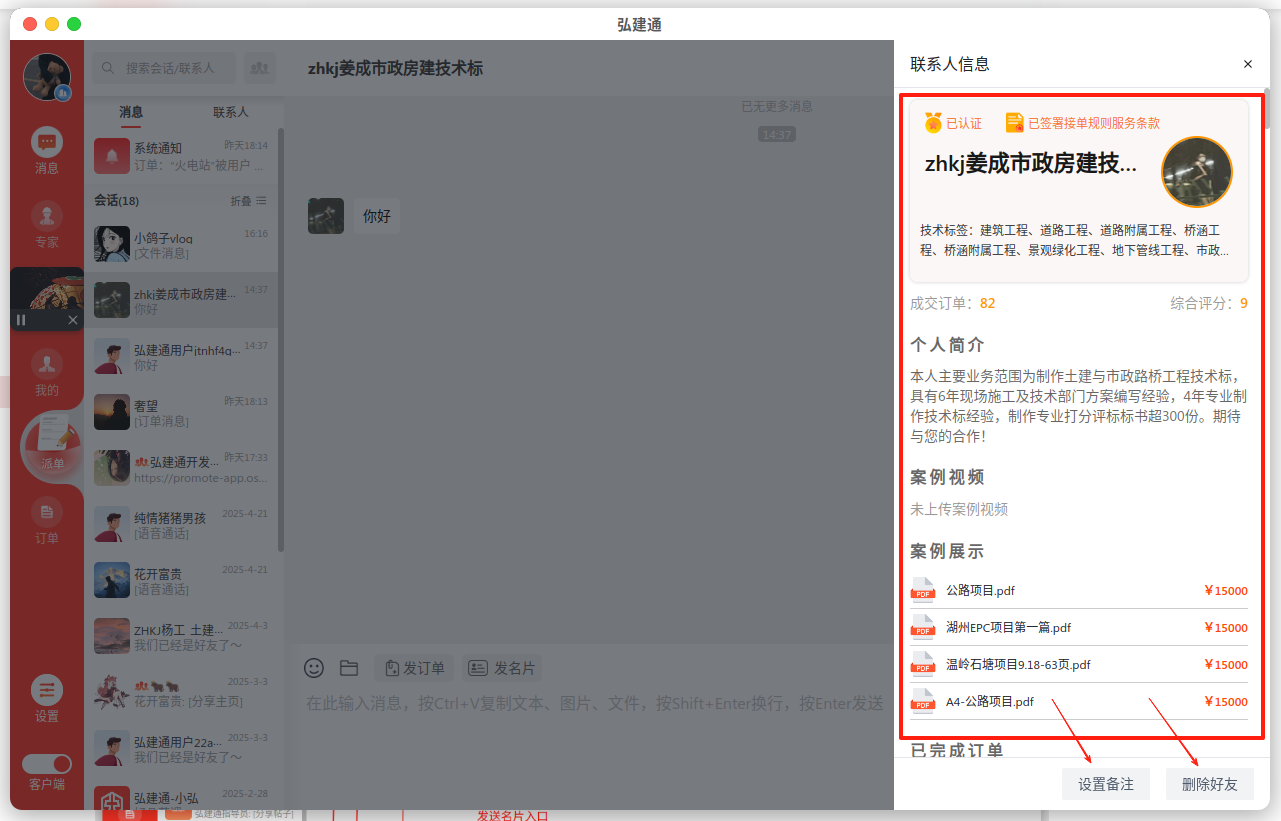 弘建通
搜索会话/联系人
消息
联系人
系统通知
昨天18:14
订单："火电站"被用户 ...
会话(18)
折叠
小鸽子vlog
16:16
[文件消息]
zhkj姜成市政房建...
14:37
你好
弘建通用户jtnhf4q...
14:37
你好
奢望
昨天18:13
[订单消息]
弘建通开发...
昨天17:33
https://promote-app.os...
纯情猪猪男孩
2025-4-21
[语音通话]
花开富贵
2025-4-21
[语音通话]
ZHKJ杨工_土建...
2025-4-3
我们已经是好友了～
2025-3-3
花开富贵: [分享主页]
弘建通用户22a...
2025-3-3
我们已经是好友了～
弘建通-小弘
2025-2-28
消息
专家
我的
派单
订单
设置
客户端
zhkj姜成市政房建技术标
已无更多消息
14:37
你好
发订单
发名片
在此输入消息，按Ctrl+V复制文本、图片、文件，按Shift+Enter换行，按Enter发送
联系人信息
已认证
已签署接单规则服务条款
zhkj姜成市政房建技...
技术标签：建筑工程、道路工程、道路附属工程、桥涵工
程、桥涵附属工程、景观绿化工程、地下管线工程、市政...
成交订单：82
综合评分：9
个人简介
本人主要业务范围为制作土建与市政路桥工程技术标，
具有6年现场施工及技术部门方案编写经验，4年专业制
作技术标经验，制作专业打分评标标书超300份。期待
与您的合作！
案例视频
未上传案例视频
案例展示
PDF
公路项目.pdf
￥15000
PDF
湖州EPC项目第一篇.pdf
￥15000
PDF
温岭石塘项目9.18-63页.pdf
￥15000
PDF
A4-公路项目.pdf
￥15000
已完成订单
设置备注
删除好友
弘建通指导员: [分享帖子]
发送名片入口